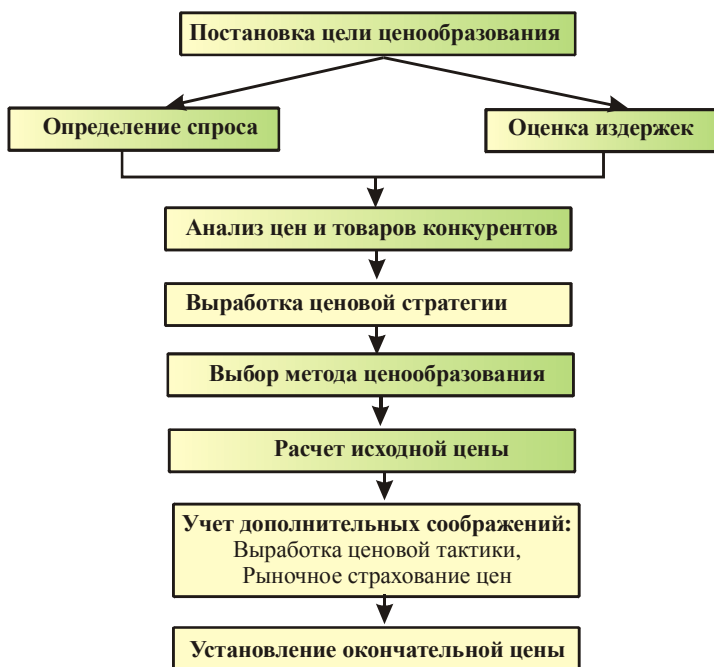 Постановка цели ценообразования
Определение спроса
Оценка издержек
Анализ цен и товаров конкурентов
Выработка ценовой стратегии
Выбор метода ценообразования
Расчет исходной цены
Учет дополнительных соображений:
Выработка ценовой тактики,
Рыночное страхование цен
Установление окончательной цены